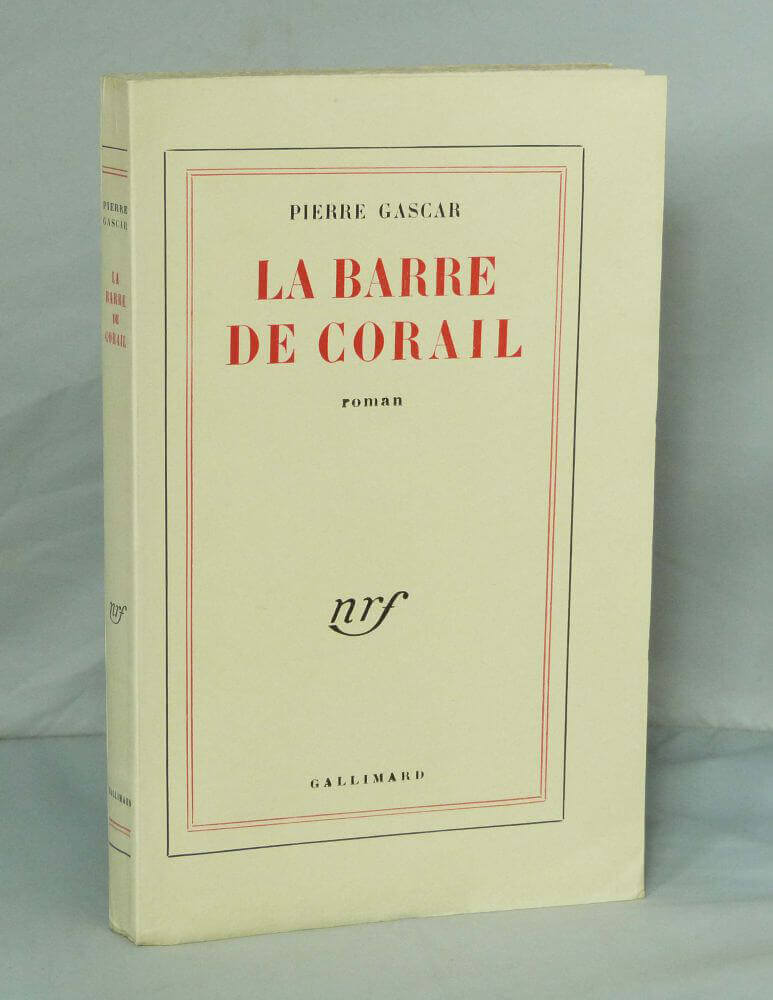 PIERRE GASCAR
LA BARRE
DE CORAIL
roman
nrf
GALLIMARD
PIERRE
GASCAR
LA
BARRE
DE
CORAIL
nrf
GALLIMARD